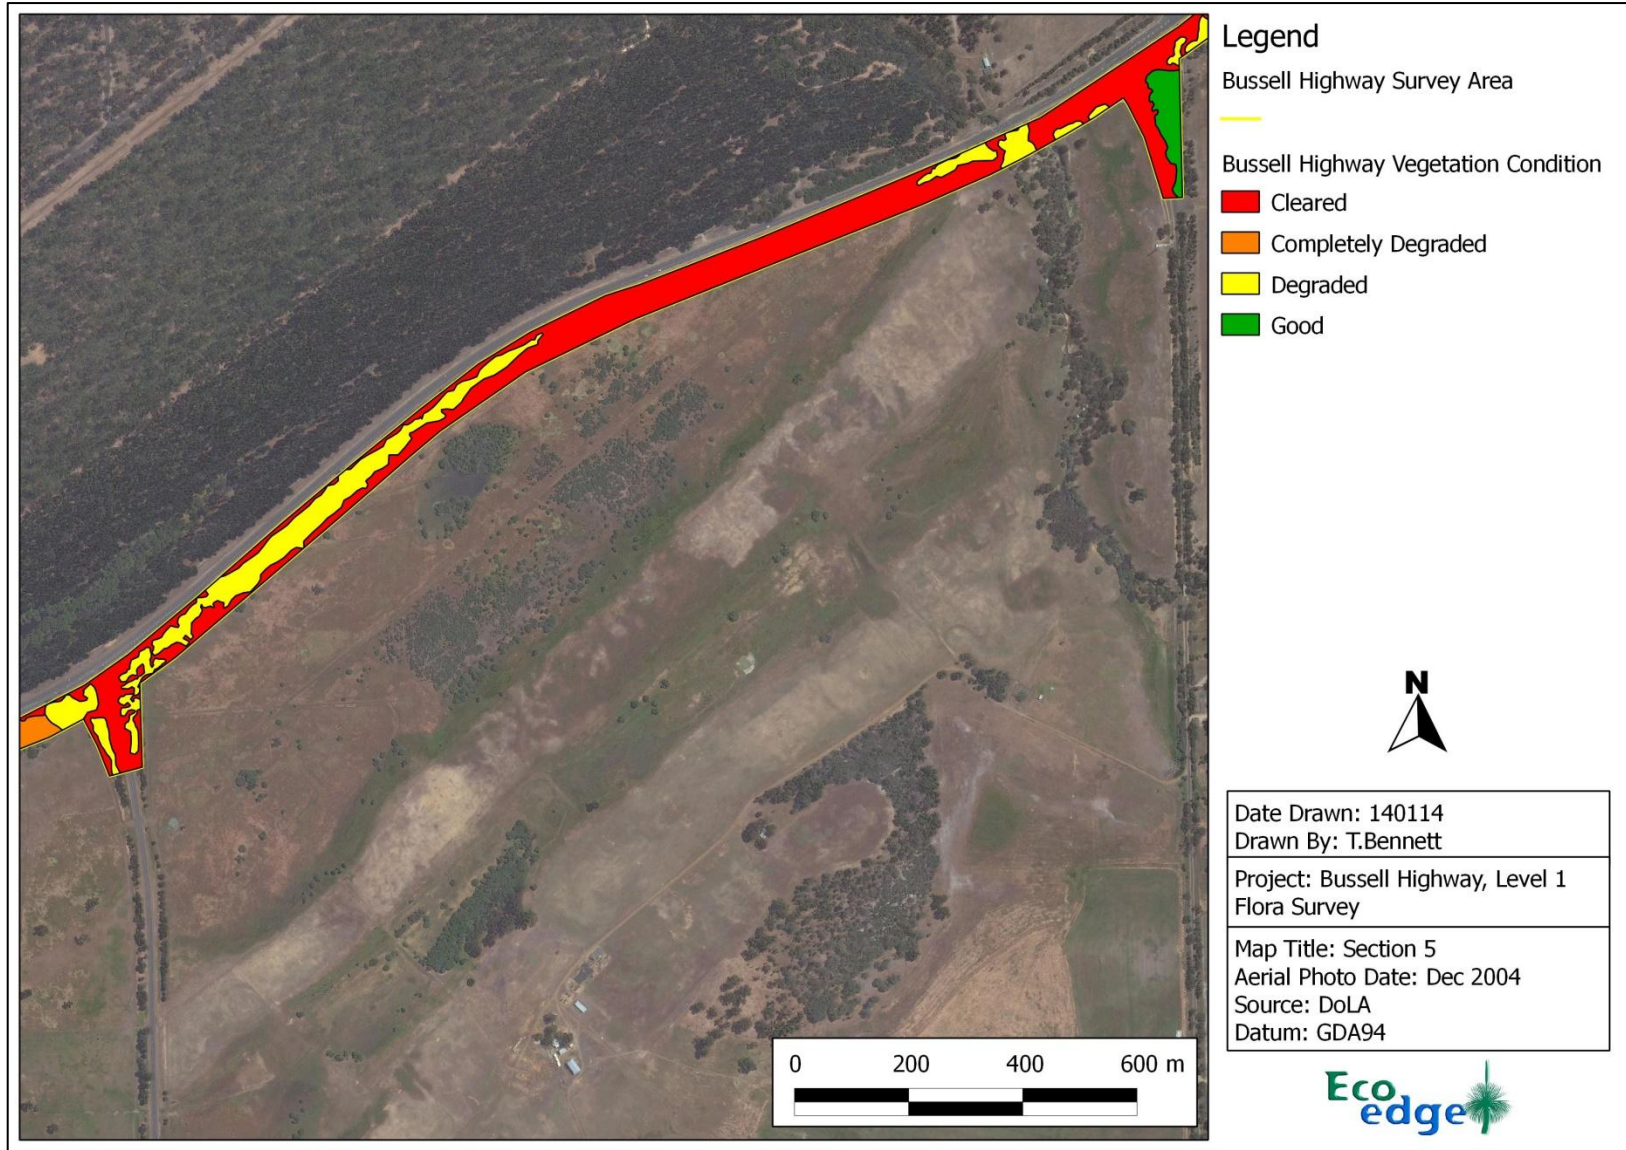 Legend
Bussell Highway Survey Area
Bussell Highway Vegetation Condition
Cleared
Completely Degraded
Degraded
Good
N
Date Drawn: 140114
Drawn By: T.Bennett
Project: Bussell Highway, Level 1
Flora Survey
Map Title: Section 5
Aerial Photo Date: Dec 2004
Source: DoLA
Datum: GDA94
0 200 400 600 m
Eco
edge